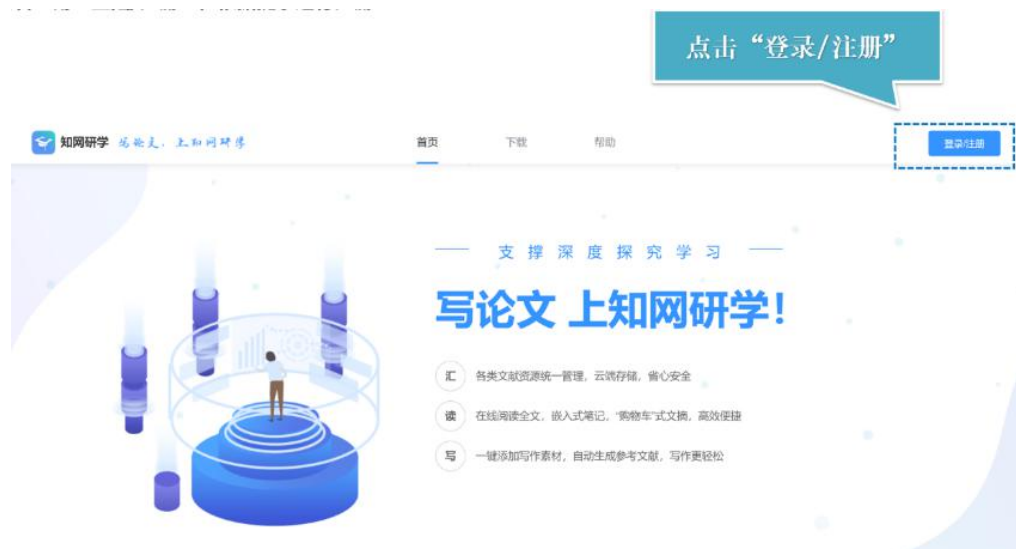 点击“登录/注册”
知网研学 写论文，上知网研学
首页
下载
帮助
登录/注册
支撑深度探究学习
写论文 上知网研学！
汇 各类文献资源统一管理，云端存储，省心安全
读 在线阅读全文，嵌入式笔记，“购物车”式文摘，高效便捷
写 一键添加写作素材，自动生成参考文献，写作更轻松